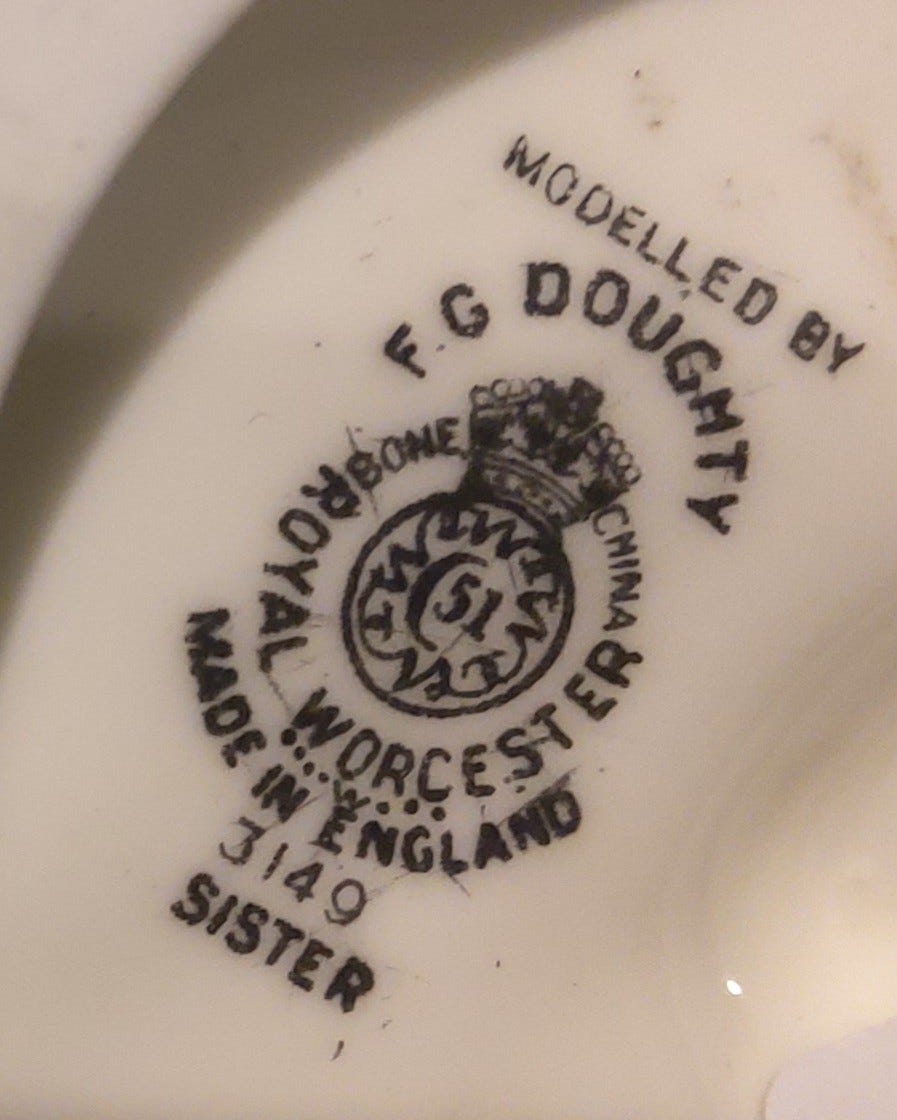 MODELLED BY
F.G DOUGHTY
BONE CHINA
51
ROYAL WORCESTER
MADE IN ENGLAND
3149
SISTER